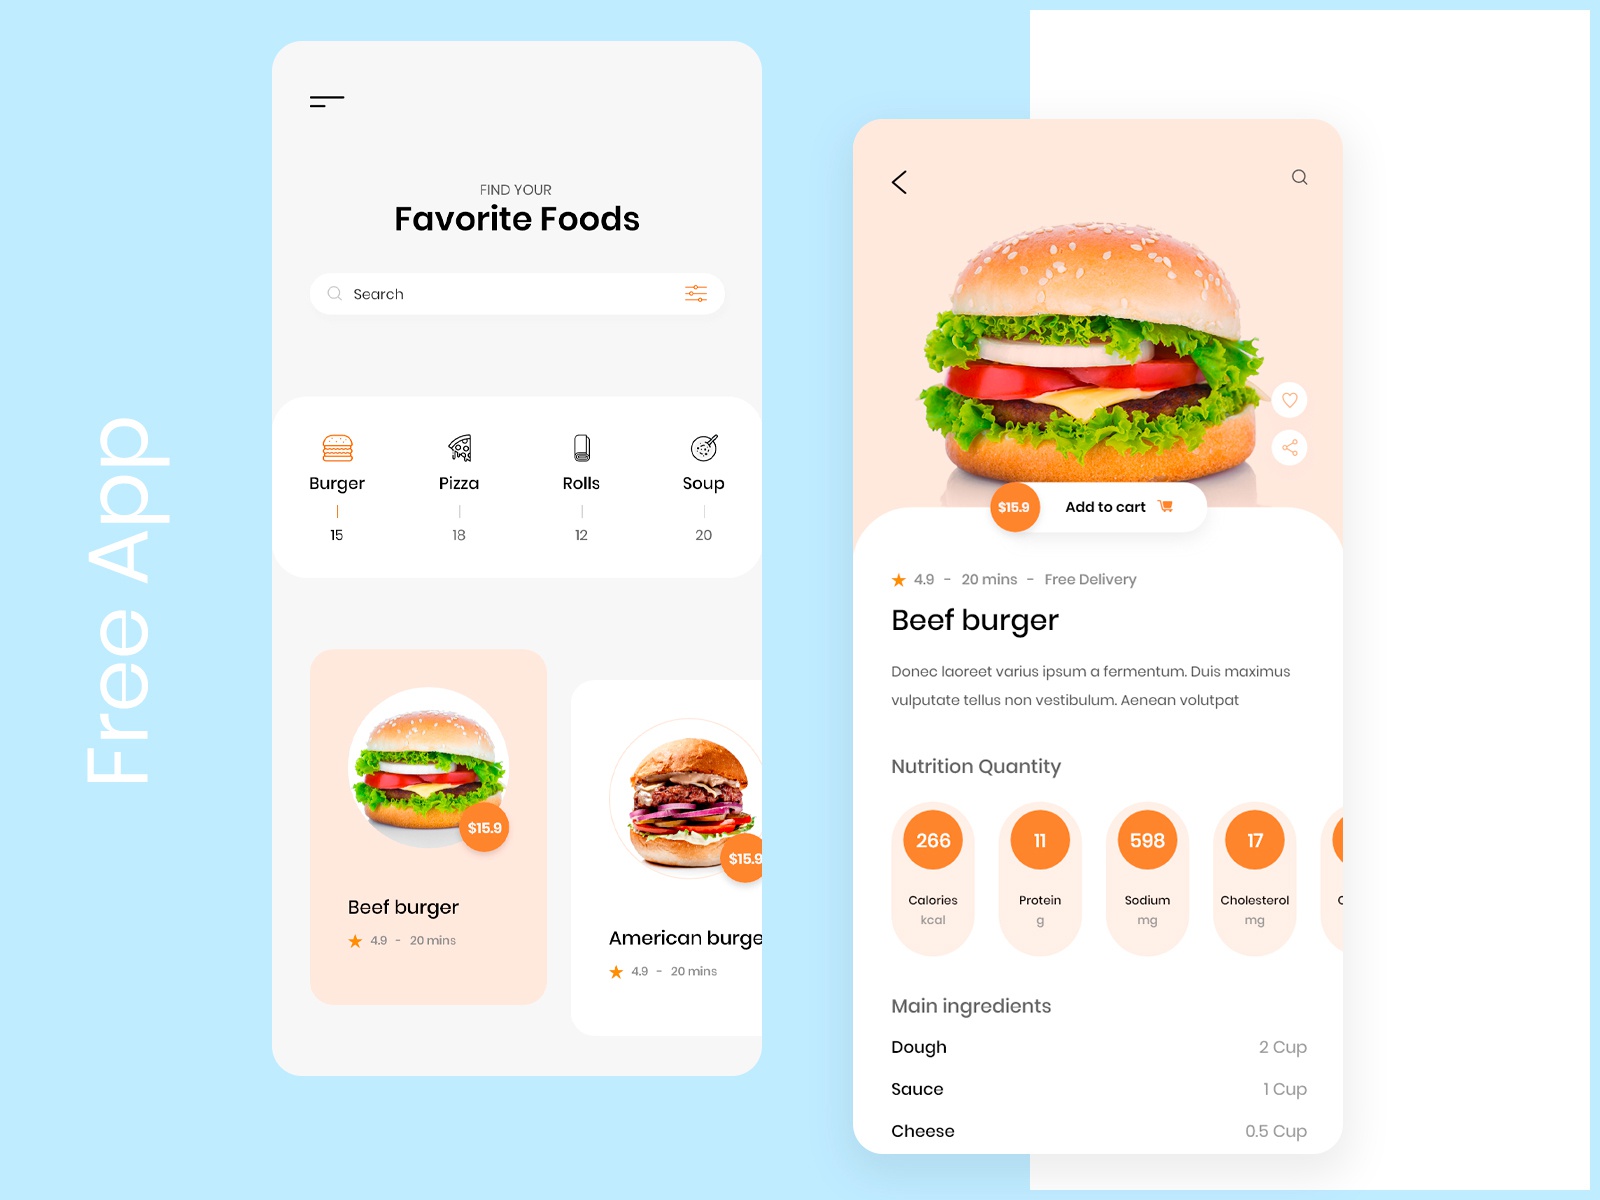 Free App
FIND YOUR
Favorite Foods
Search
Burger Pizza Rolls Soup
15 18 12 20
$15.9
Beef burger
4.9 - 20 mins
$15.9
American burge
4.9 - 20 mins
$15.9 Add to cart
4.9 - 20 mins - Free Delivery
Beef burger
Donec laoreet varius ipsum a fermentum. Duis maximus
vulputate tellus non vestibulum. Aenean volutpat
Nutrition Quantity
266 11 598 17
Calories Protein Sodium Cholesterol
kcal g mg mg
Main ingredients
Dough 2 Cup
Sauce 1 Cup
Cheese 0.5 Cup